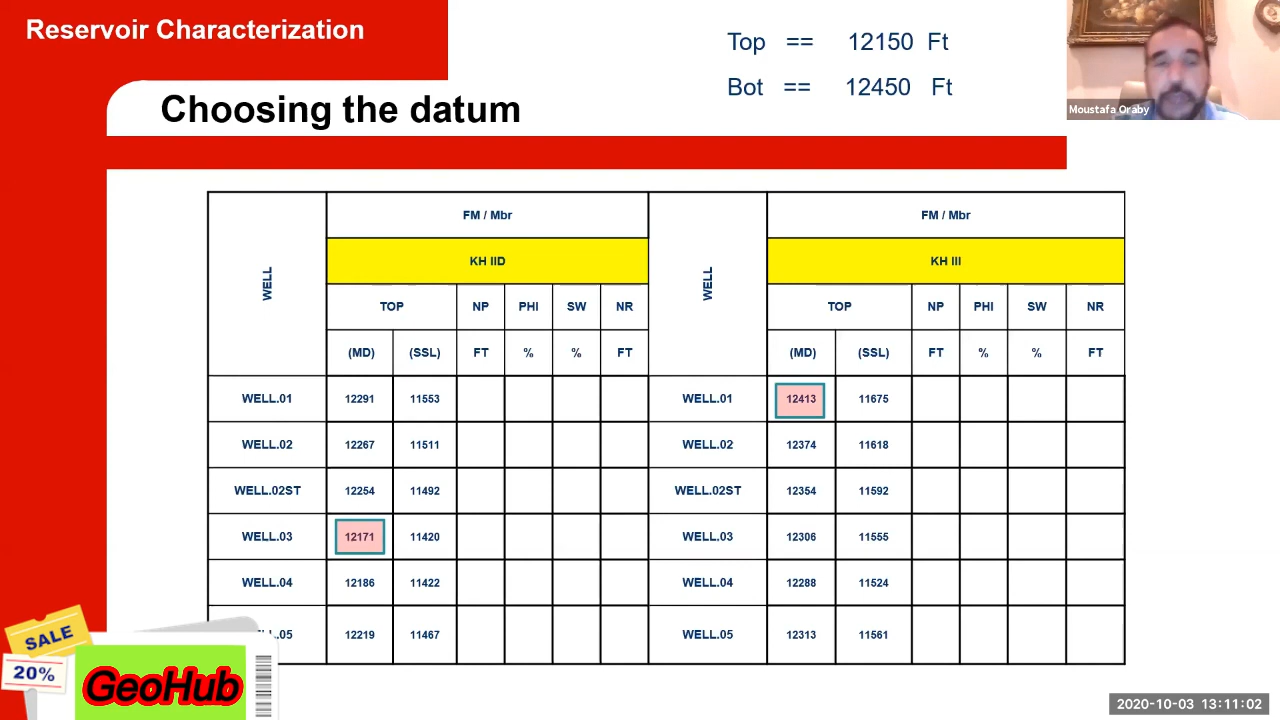 Reservoir Characterization
Choosing the datum
Top == 12150 Ft
Bot == 12450 Ft
Moustafa Oraby
WELL FM / Mbr WELL FM / Mbr
KH IID KH III
TOP NP PHI SW NR TOP NP PHI SW NR
(MD) (SSL) FT % % FT (MD) (SSL) FT % % FT
WELL.01 12291 11553 WELL.01 12413 11675
WELL.02 12267 11511 WELL.02 12374 11618
WELL.02ST 12254 11492 WELL.02ST 12354 11592
WELL.03 12171 11420 WELL.03 12306 11555
WELL.04 12186 11422 WELL.04 12288 11524
.05 12219 11467 WELL.05 12313 11561
SALE
20%
GeoHub
2020-10-03 13:11:02